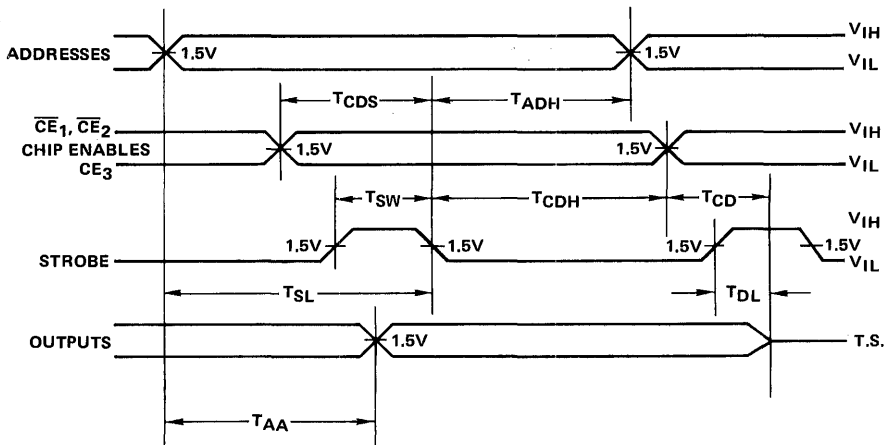 ADDRESSES 1.5V 1.5V VIH
VIL
TCDS TADH
CE1, CE2
CHIP ENABLES
CE3 1.5V 1.5V VIH
VIL
TSW TCDH TCD
STROBE 1.5V 1.5V 1.5V 1.5V VIH
VIL
TSL TDL
OUTPUTS 1.5V T.S.
TAA